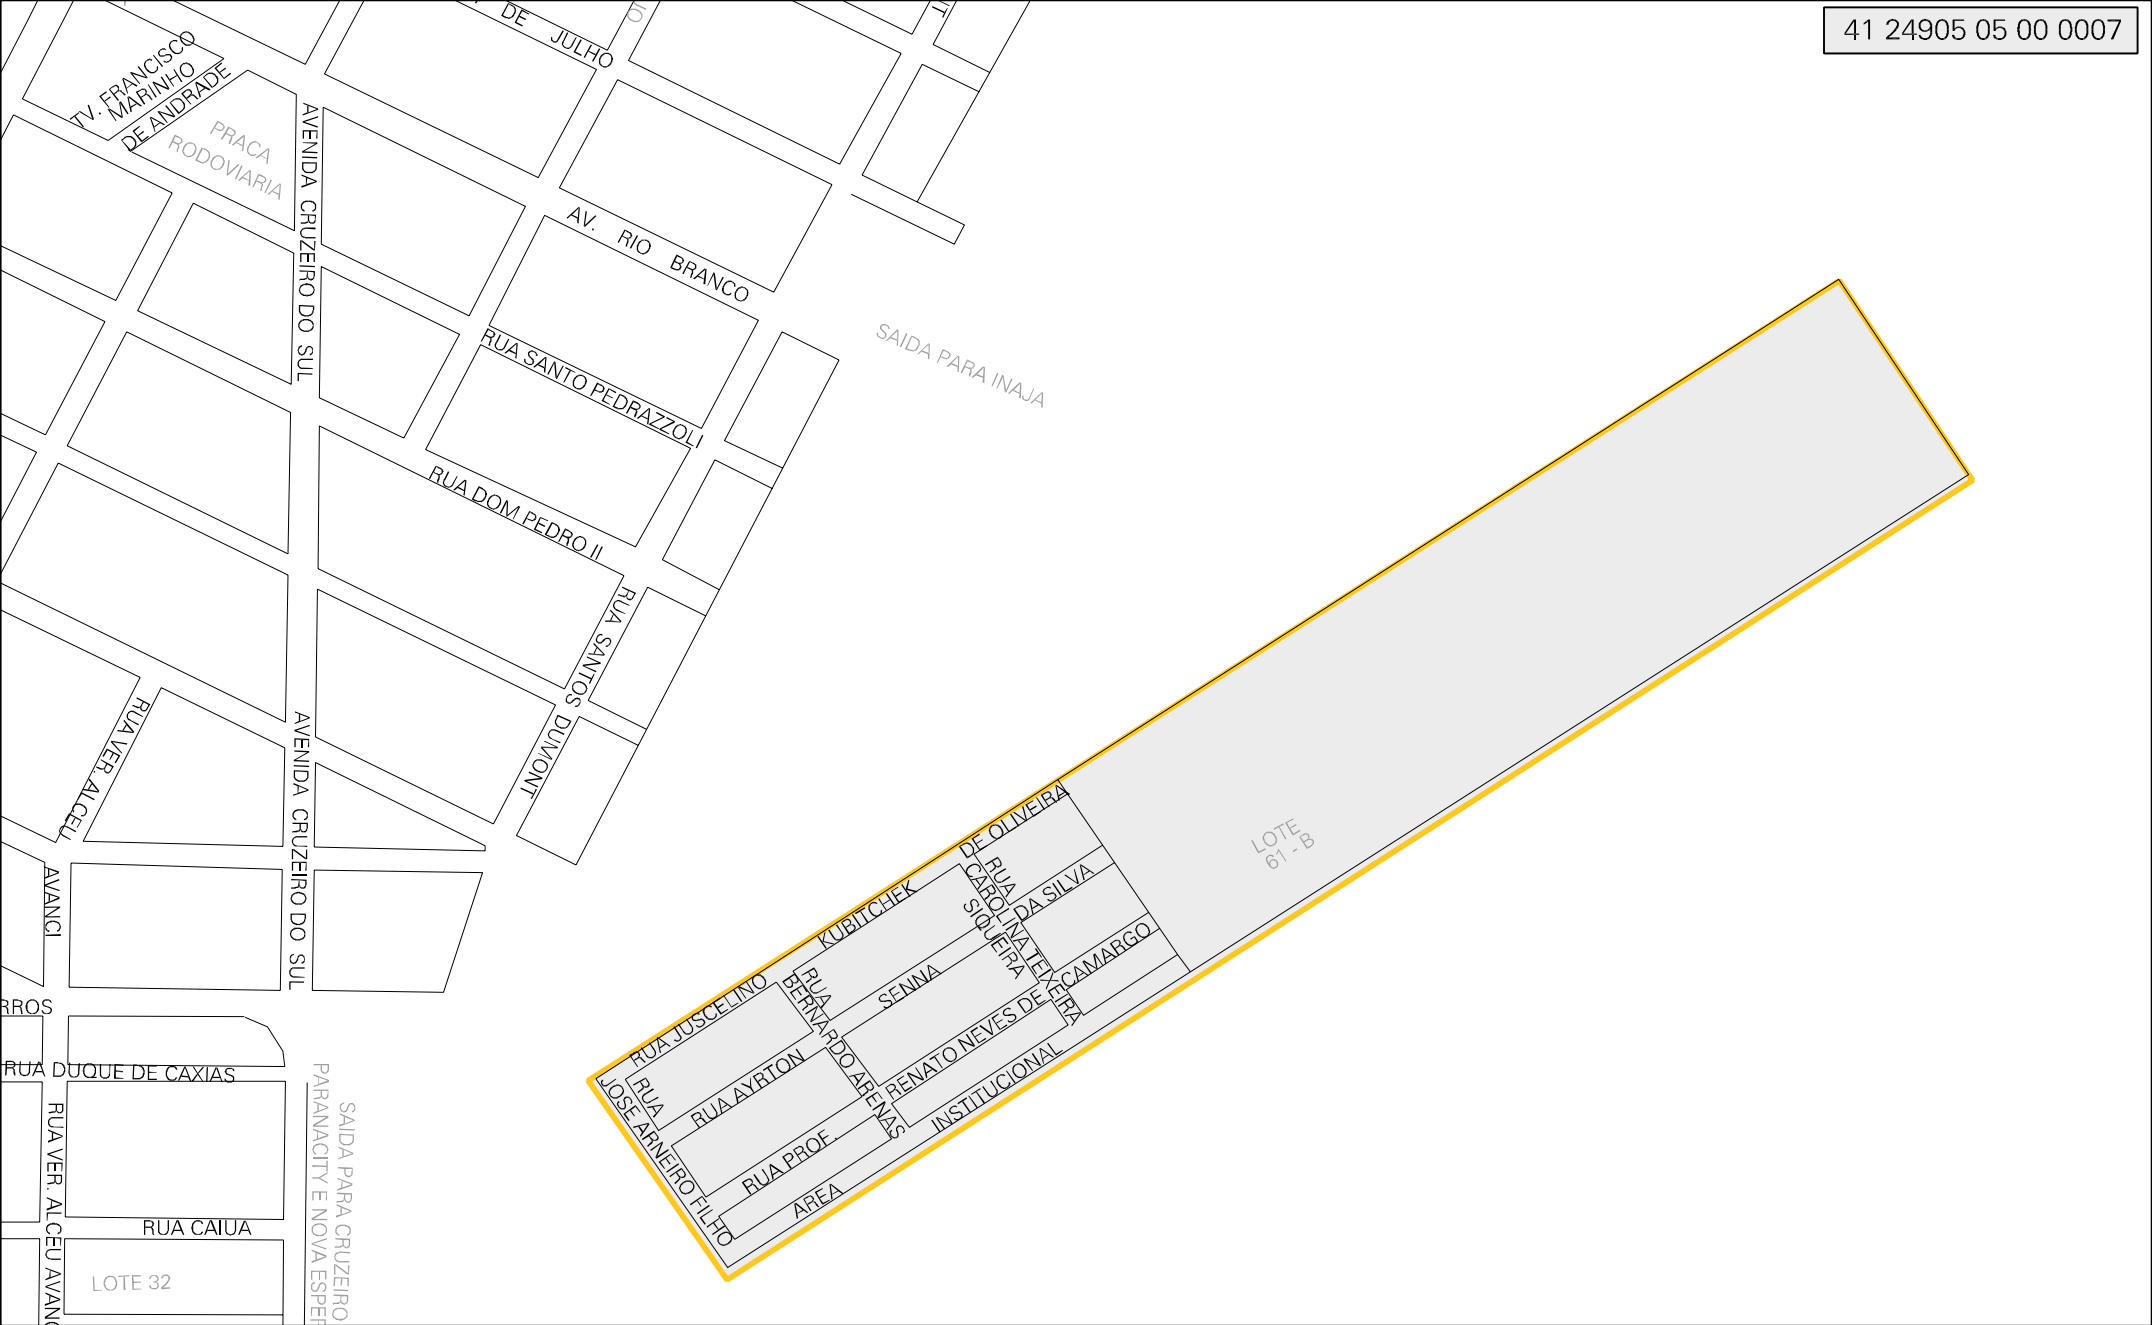 41 24905 05 00 0007
DE JULHO
TV. FRANCISCO
MARINHO
DE ANDRADE
PRACA
RODOVIARIA
AVENIDA CRUZEIRO DO SUL
AV. RIO BRANCO
SAIDA PARA INAJA
RUA SANTO PEDRAZZOLI
RUA DOM PEDRO II
RUA SANTOS DUMONT
RUA VER. ALCEU
AVANCI
AVENIDA CRUZEIRO DO SUL
LOTE
61 - B
RUA JUSCELINO KUBITCHEK DE OLIVEIRA
RUA
CAROLINA TEIXEIRA
SIQUEIRA
RUA AYRTON SENNA DA SILVA
RUA
BERNARDO ARENAS
RUA PROF. RENATO NEVES DE CAMARGO
RUA
JOSE ARNEIRO FILHO
AREA INSTITUCIONAL
RROS
RUA DUQUE DE CAXIAS
RUA VER. ALCEU AVANC
RUA CAIUA
LOTE 32
SAIDA PARA CRUZEIRO
PARANACITY E NOVA ESPER